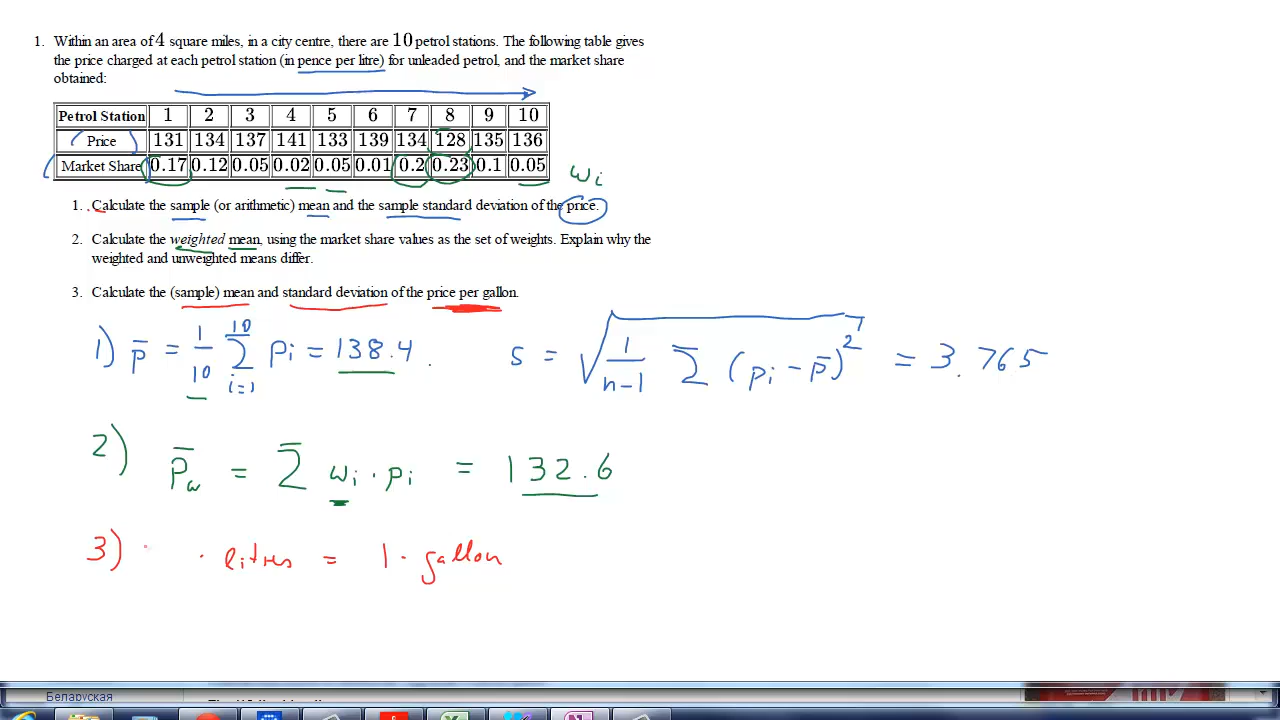 1. Within an area of 4 square miles, in a city centre, there are 10 petrol stations. The following table gives
the price charged at each petrol station (in pence per litre) for unleaded petrol, and the market share
obtained:
Petrol Station 1 2 3 4 5 6 7 8 9 10
Price 131 134 137 141 133 139 134 128 135 136
Market Share 0.17 0.12 0.05 0.02 0.05 0.01 0.2 0.23 0.1 0.05
wi
1. Calculate the sample (or arithmetic) mean and the sample standard deviation of the price.
2. Calculate the weighted mean, using the market share values as the set of weights. Explain why the
weighted and unweighted means differ.
3. Calculate the (sample) mean and standard deviation of the price per gallon.
1) p̄ = 1/10 Σ_{i=1}^{10} pi = 138.4 . s = √(1/(n-1) Σ (pi - p̄)²) = 3.765
2) p̄w = Σ wi · pi = 132.6
3) · litres = 1 · gallon
Беларуская